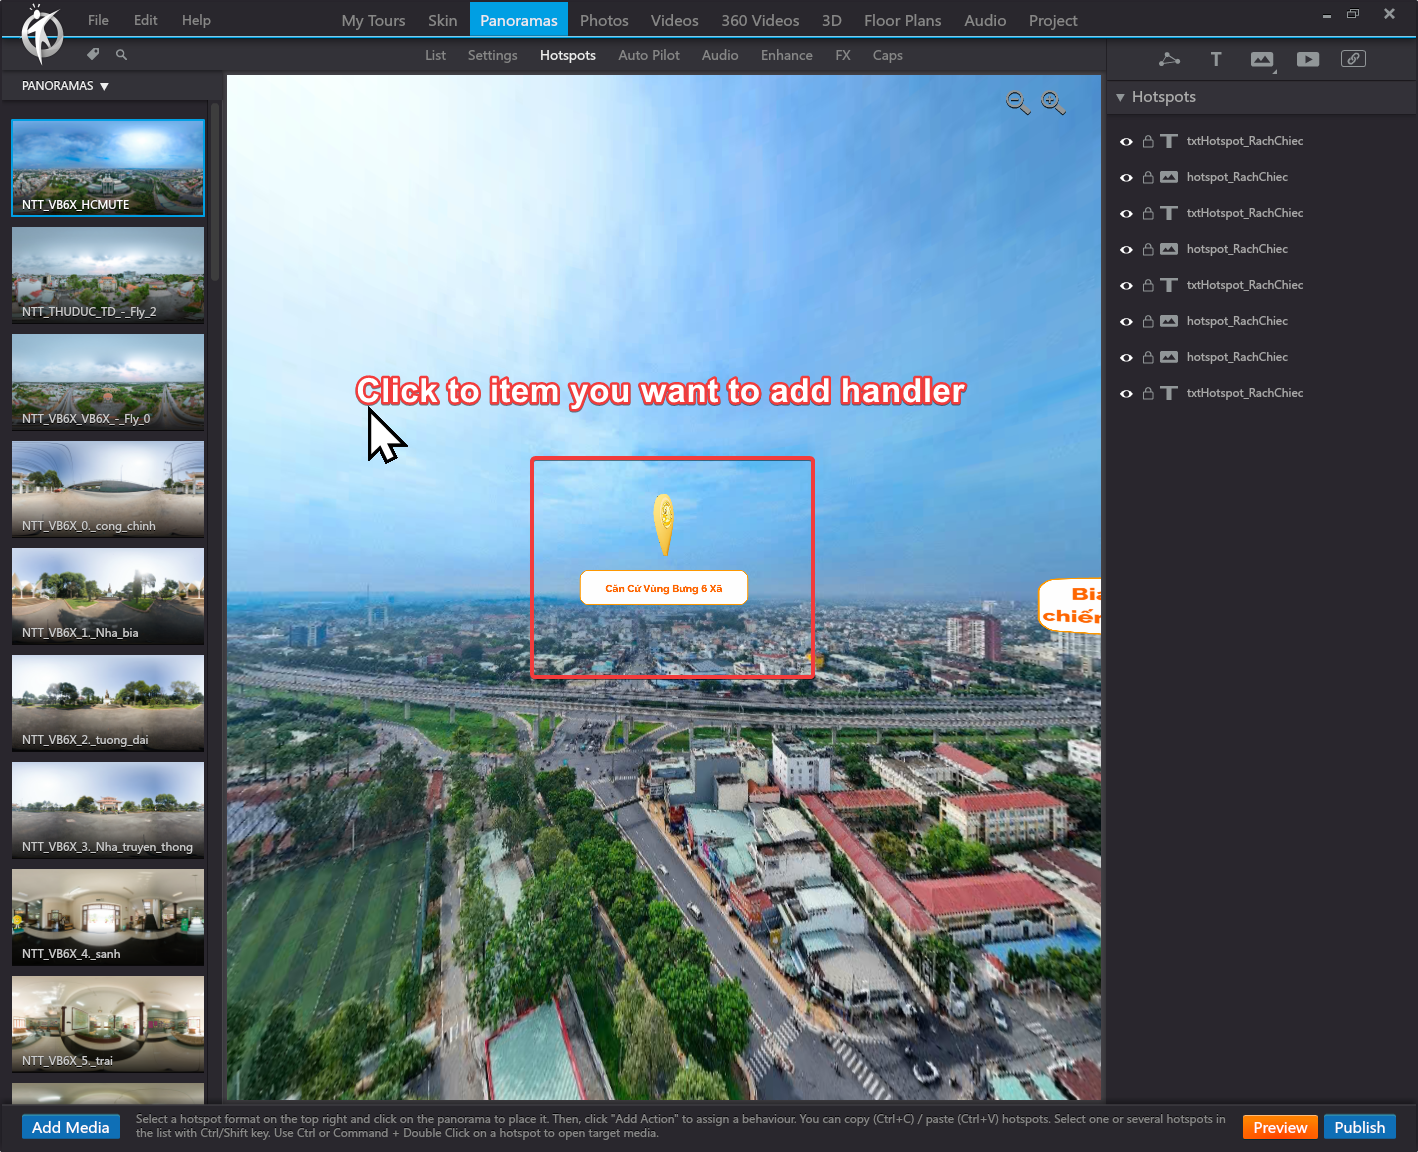 File Edit Help
My Tours Skin Panoramas Photos Videos 360 Videos 3D Floor Plans Audio Project
List Settings Hotspots Auto Pilot Audio Enhance FX Caps
PANORAMAS
NTT_VB6X_HCMUTE
NTT_THUDUC_TD_-_Fly_2
NTT_VB6X_VB6X_-_Fly_0
NTT_VB6X_0._cong_chinh
NTT_VB6X_1._Nha_bia
NTT_VB6X_2._tuong_dai
NTT_VB6X_3._Nha_truyen_thong
NTT_VB6X_4._sanh
NTT_VB6X_5._trai
Click to item you want to add handler
Căn Cứ Vùng Bưng 6 Xã
Bia
chiến
T
Hotspots
txtHotspot_RachChiec
hotspot_RachChiec
txtHotspot_RachChiec
hotspot_RachChiec
txtHotspot_RachChiec
hotspot_RachChiec
hotspot_RachChiec
txtHotspot_RachChiec
Add Media
Select a hotspot format on the top right and click on the panorama to place it. Then, click "Add Action" to assign a behaviour. You can copy (Ctrl+C) / paste (Ctrl+V) hotspots. Select one or several hotspots in
the list with Ctrl/Shift key. Use Ctrl or Command + Double Click on a hotspot to open target media.
Preview Publish